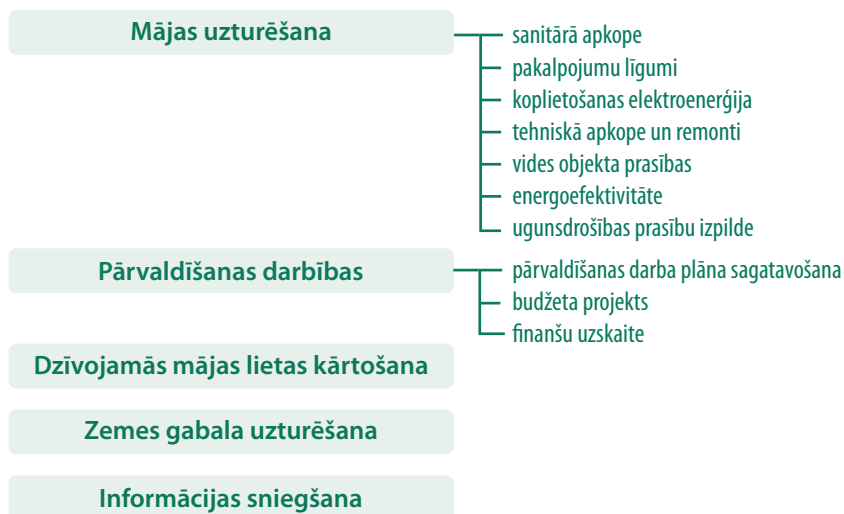 Mājas uzturēšana
sanitārā apkope
pakalpojumu līgumi
koplietošanas elektroenerģija
tehniskā apkope un remonti
vides objekta prasības
energoefektivitāte
ugunsdrošības prasību izpilde
Pārvaldīšanas darbības
pārvaldīšanas darba plāna sagatavošana
budžeta projekts
finanšu uzskaite
Dzīvojamās mājas lietas kārtošana
Zemes gabala uzturēšana
Informācijas sniegšana